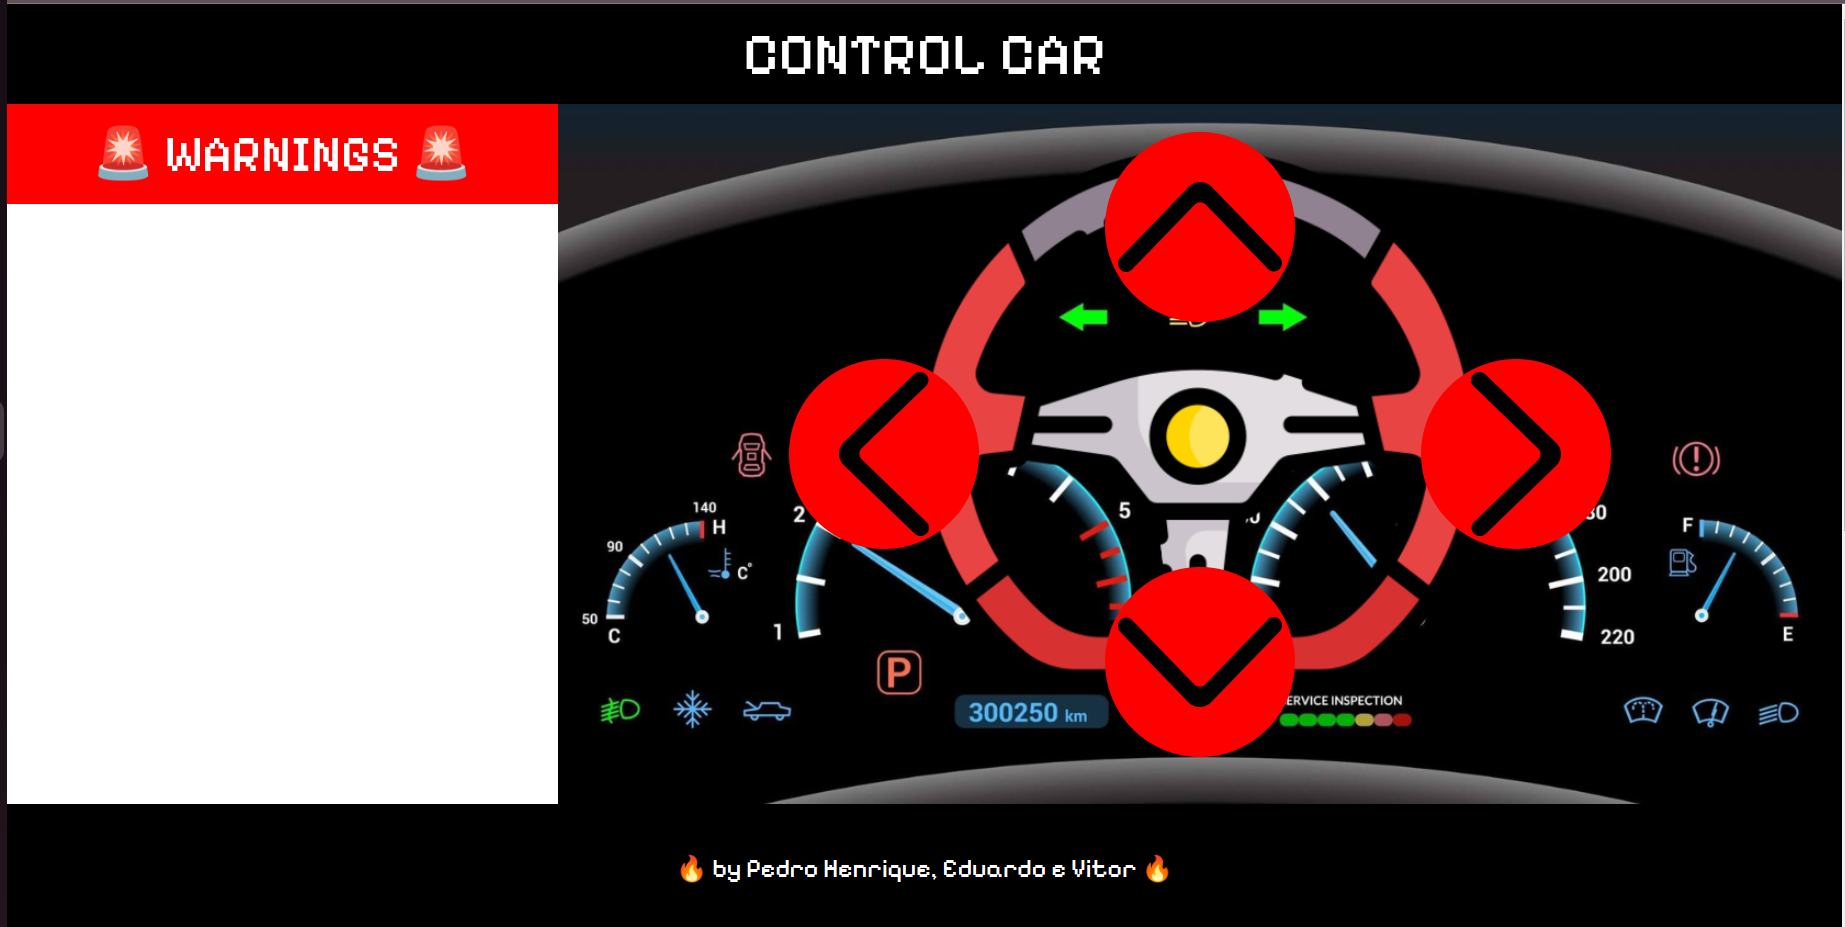 CONTROL CAR
🚨 WARNINGS 🚨
140
H
90
C°
50
C
2
1
5
P
300250 km
ERVICE INSPECTION
200
220
F
E
🔥 by Pedro Henrique, Eduardo e Vitor 🔥